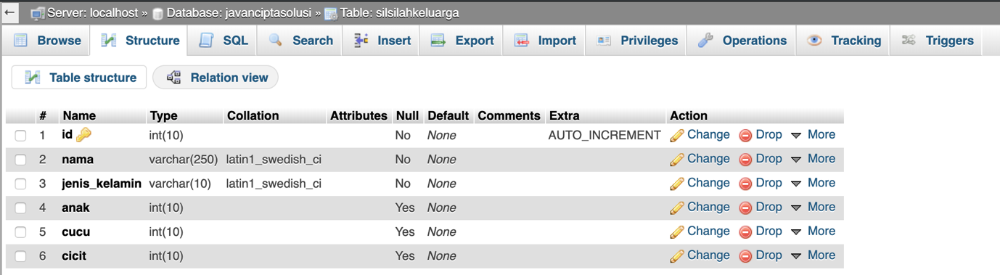 Server: localhost » Database: javanciptasolusi » Table: silsilahkeluarga
Browse Structure SQL Search Insert Export Import Privileges Operations Tracking Triggers
Table structure Relation view
# Name Type Collation Attributes Null Default Comments Extra Action
1 id int(10) No None AUTO_INCREMENT Change Drop More
2 nama varchar(250) latin1_swedish_ci No None Change Drop More
3 jenis_kelamin varchar(10) latin1_swedish_ci No None Change Drop More
4 anak int(10) Yes None Change Drop More
5 cucu int(10) Yes None Change Drop More
6 cicit int(10) Yes None Change Drop More